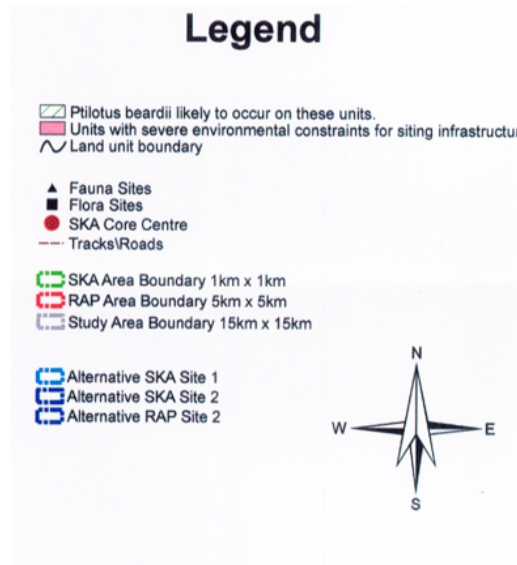 Legend
Ptilotus beardii likely to occur on these units.
Units with severe environmental constraints for siting infrastructu
Land unit boundary
Fauna Sites
Flora Sites
SKA Core Centre
Tracks\Roads
SKA Area Boundary 1km x 1km
RAP Area Boundary 5km x 5km
Study Area Boundary 15km x 15km
Alternative SKA Site 1
Alternative SKA Site 2
Alternative RAP Site 2
N
W E
S